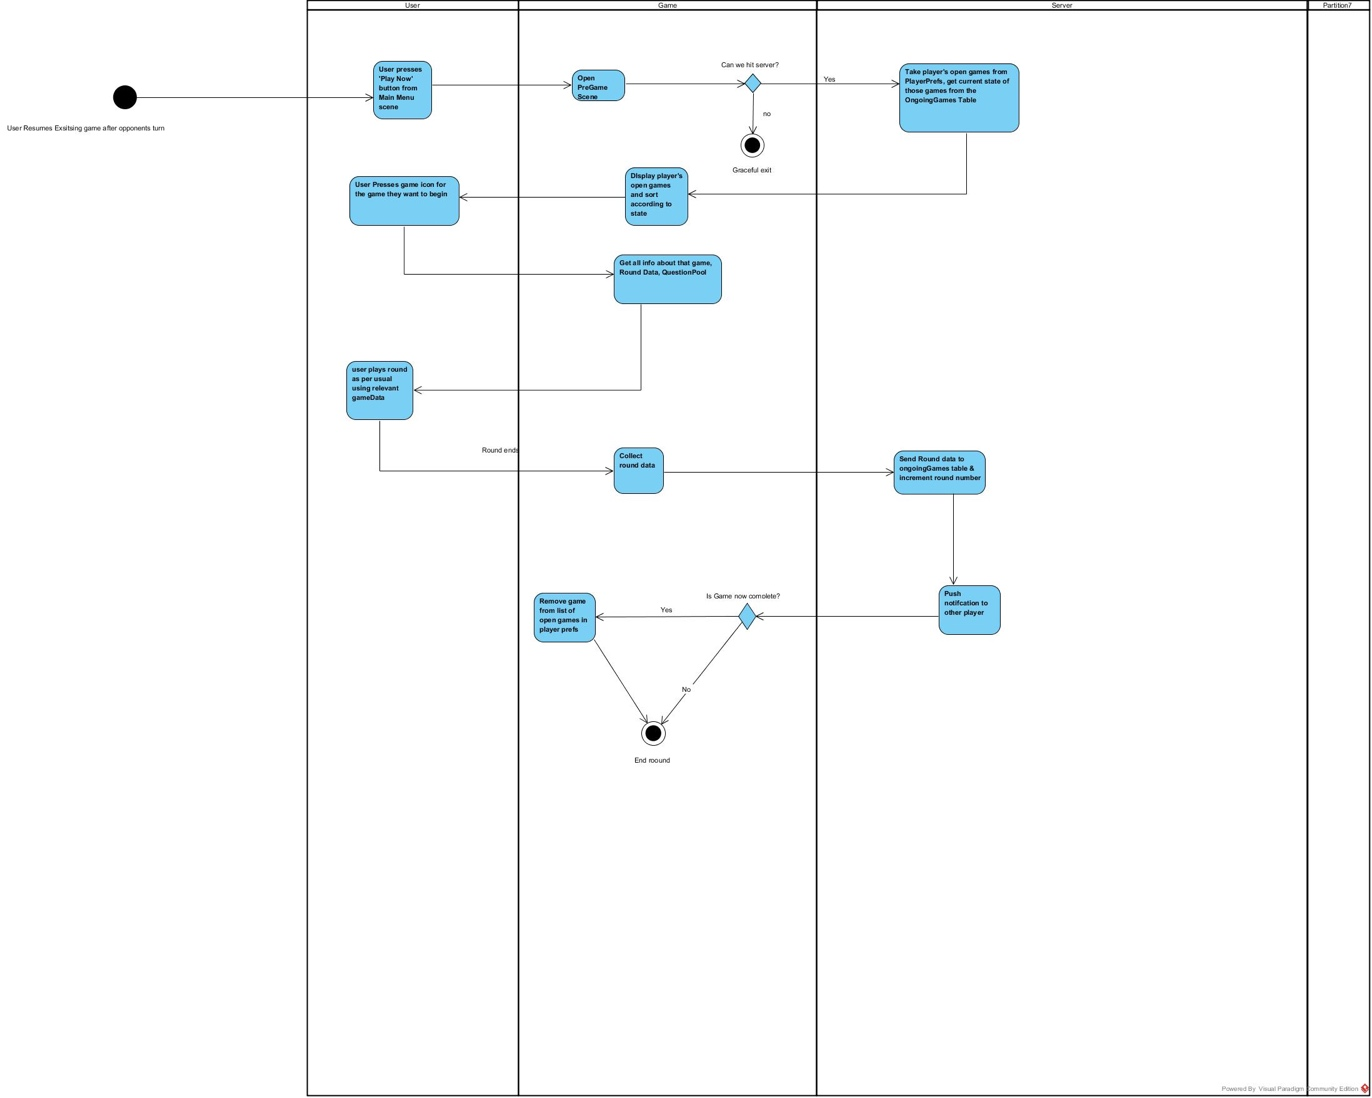 User
Game
Server
Partition7
User presses
'Play Now'
button from
Main Menu
scene
Open
PreGame
Scene
Can we hit server?
Yes
no
Take player's open games from
PlayerPrefs, get current state of
those games from the
OngoingGames Table
User Resumes Exsitsing game after opponents turn
Graceful exit
Display player's
open games
and sort
according to
state
User Presses game icon for
the game they want to begin
Get all info about that game,
Round Data, QuestionPool
user plays round
as per usual
using relevant
gameData
Round ends
Collect
round data
Send Round data to
ongoingGames table &
increment round number
Push
notifcation to
other player
Is Game now comlete?
Yes
Remove game
from list of
open games in
player prefs
No
End roound
Powered By Visual Paradigm Community Edition